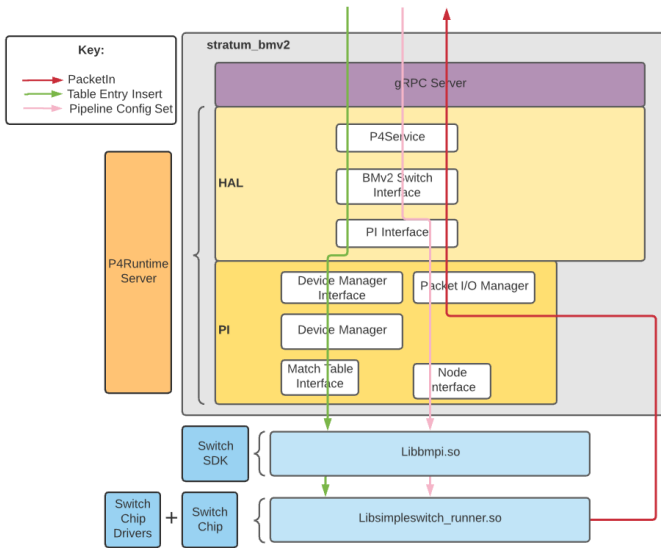 Key:
PacketIn
Table Entry Insert
Pipeline Config Set
stratum_bmv2
gRPC Server
P4Service
HAL
BMv2 Switch
Interface
PI Interface
P4Runtime
Server
Device Manager
Interface
Packet I/O Manager
PI
Device Manager
Match Table
Interface
Node
Interface
Switch
SDK
Libbmpi.so
Switch
Chip
Drivers
+
Switch
Chip
Libsimpleswitch_runner.so